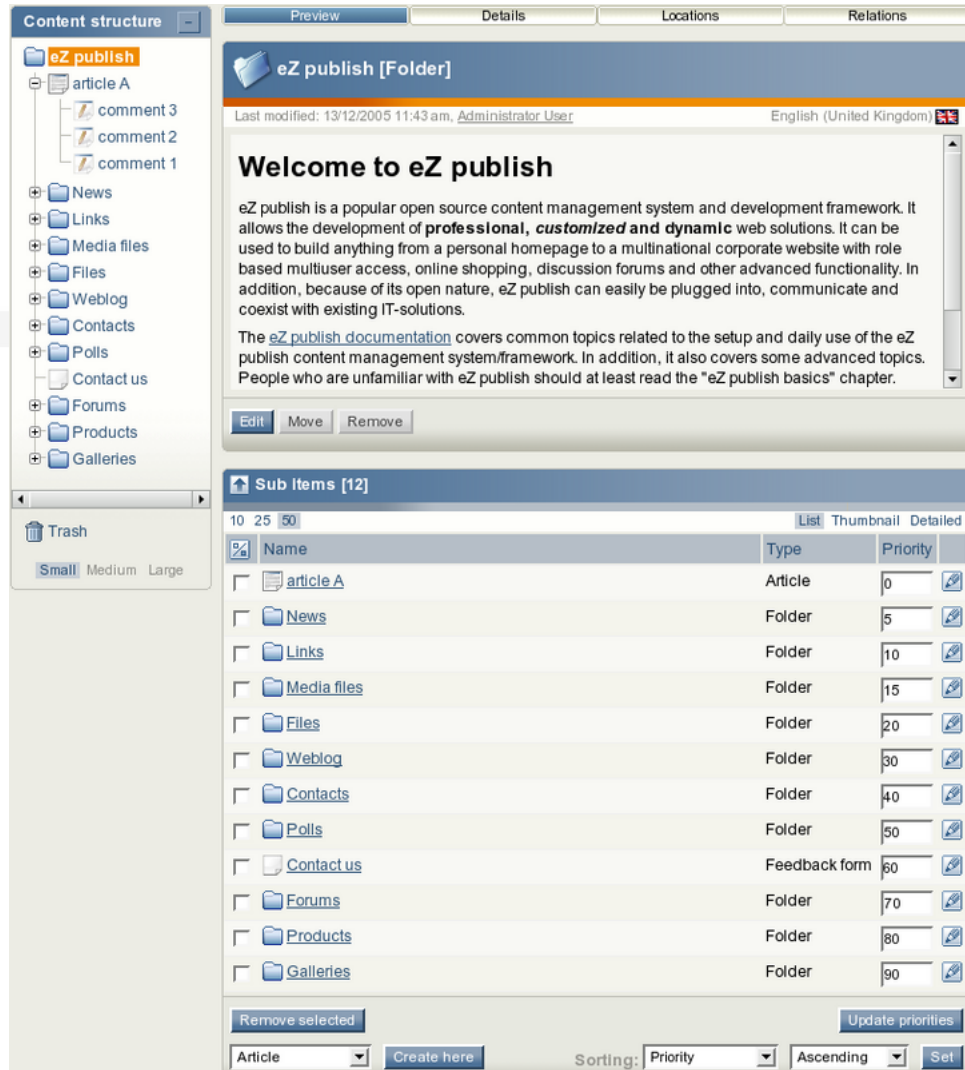 Content structure -
eZ publish
article A
comment 3
comment 2
comment 1
News
Links
Media files
Files
Weblog
Contacts
Polls
Contact us
Forums
Products
Galleries
Trash
Small Medium Large
Preview Details Locations Relations
eZ publish [Folder]
Last modified: 13/12/2005 11:43 am, Administrator User English (United Kingdom)
Welcome to eZ publish
eZ publish is a popular open source content management system and development framework. It
allows the development of professional, customized and dynamic web solutions. It can be
used to build anything from a personal homepage to a multinational corporate website with role
based multiuser access, online shopping, discussion forums and other advanced functionality. In
addition, because of its open nature, eZ publish can easily be plugged into, communicate and
coexist with existing IT-solutions.
The eZ publish documentation covers common topics related to the setup and daily use of the eZ
publish content management system/framework. In addition, it also covers some advanced topics.
People who are unfamiliar with eZ publish should at least read the "eZ publish basics" chapter.
Edit Move Remove
Sub Items [12]
10 25 50 List Thumbnail Detailed
Name Type Priority
article A Article 0
News Folder 5
Links Folder 10
Media files Folder 15
Files Folder 20
Weblog Folder 30
Contacts Folder 40
Polls Folder 50
Contact us Feedback form 60
Forums Folder 70
Products Folder 80
Galleries Folder 90
Remove selected Update priorities
Article Create here Sorting: Priority Ascending Set